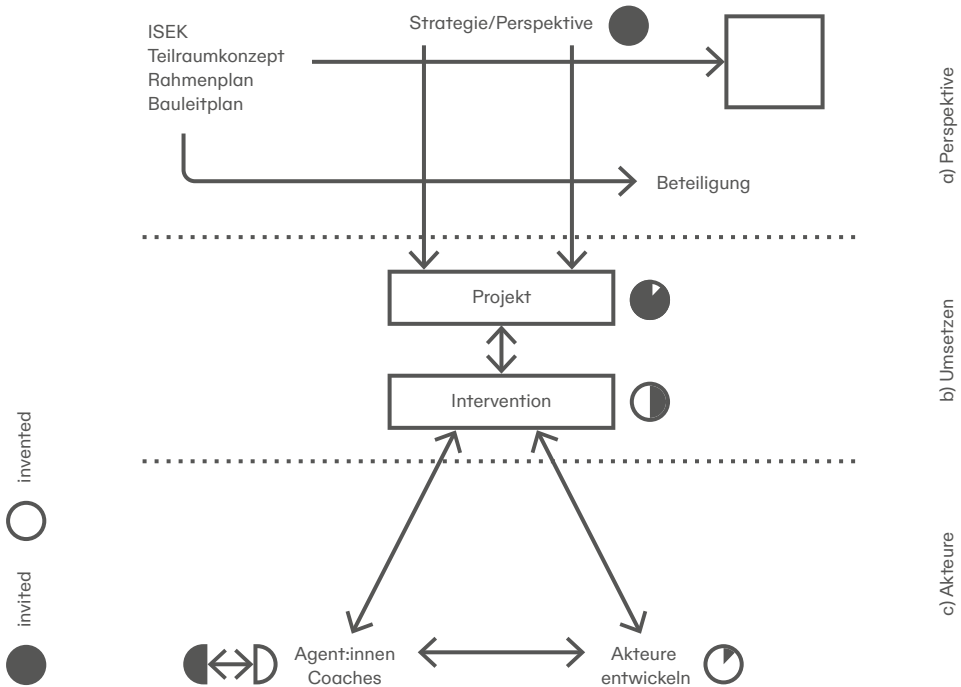 Strategie/Perspektive
ISEK
Teilraumkonzept
Rahmenplan
Bauleitplan
Beteiligung
a) Perspektive
Projekt
Intervention
b) Umsetzen
invented
invited
Agent:innen
Coaches
Akteure
entwickeln
c) Akteure